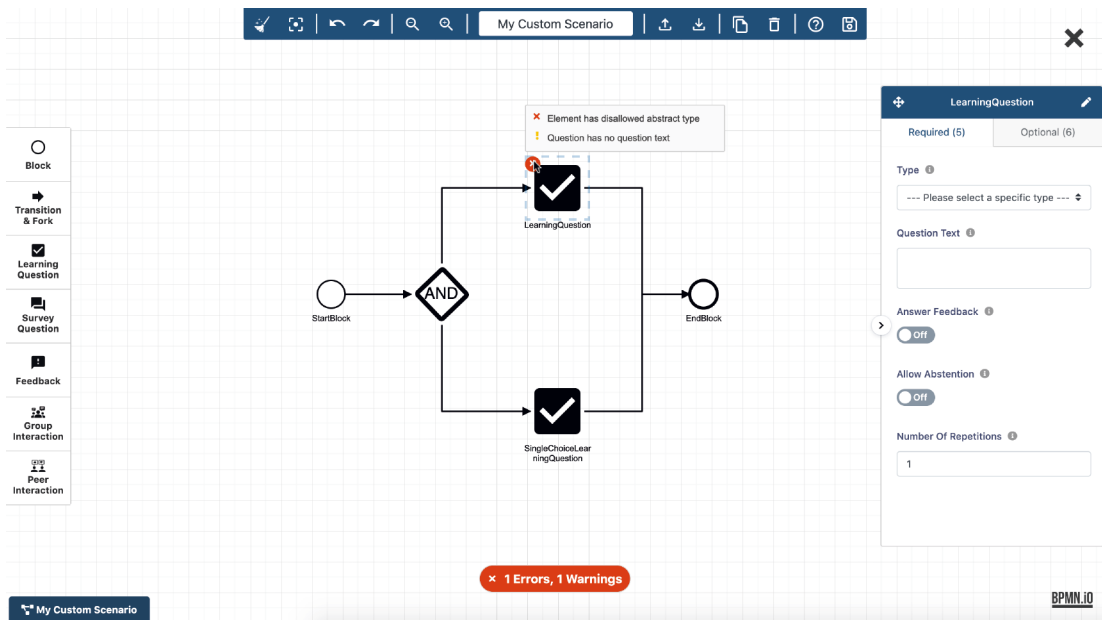 My Custom Scenario
Block
Transition
& Fork
Learning
Question
Survey
Question
Feedback
Group
Interaction
Peer
Interaction
Element has disallowed abstract type
Question has no question text
LearningQuestion
StartBlock
AND
EndBlock
SingleChoiceLear
ningQuestion
LearningQuestion
Required (5)
Optional (6)
Type
--- Please select a specific type ---
Question Text
Answer Feedback
Off
Allow Abstention
Off
Number Of Repetitions
1
1 Errors, 1 Warnings
My Custom Scenario
BPMN.iO